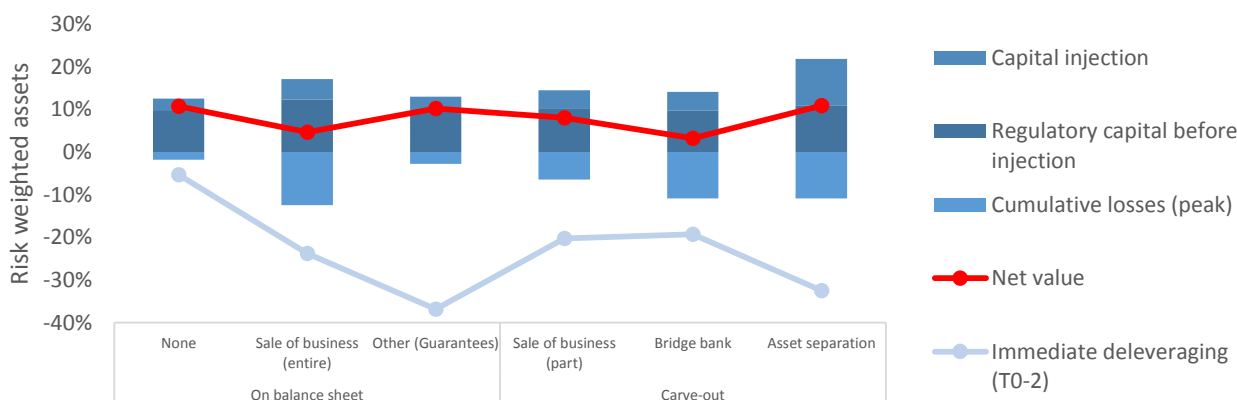 30%
20%
10%
0%
-10%
-20%
-30%
-40%
Risk weighted assets
None
Sale of business
(entire)
Other (Guarantees)
Sale of business
(part)
Bridge bank
Asset separation
On balance sheet
Carve-out
Capital injection
Regulatory capital before
injection
Cumulative losses (peak)
Net value
Immediate deleveraging
(T0-2)